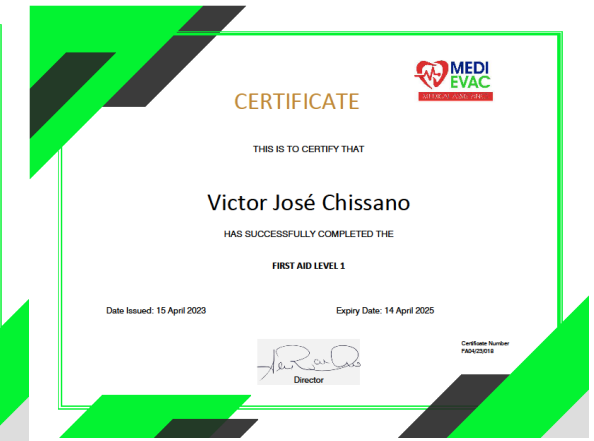 MEDI
EVAC
CERTIFICATE
THIS IS TO CERTIFY THAT
Victor José Chissano
HAS SUCCESSFULLY COMPLETED THE
FIRST AID LEVEL 1
Date Issued: 15 April 2023 Expiry Date: 14 April 2025
Certificate Number
FA04/23/018
Director